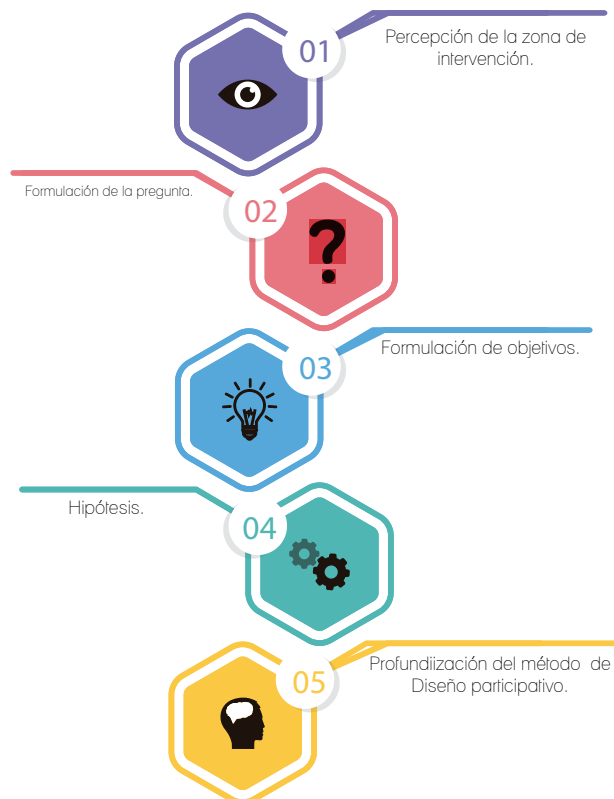 01
Percepción de la zona de
intervención.
Formulación de la pregunta.
02
?
03
Formulación de objetivos.
Hipótesis.
04
05
Profundiización del método de
Diseño participativo.